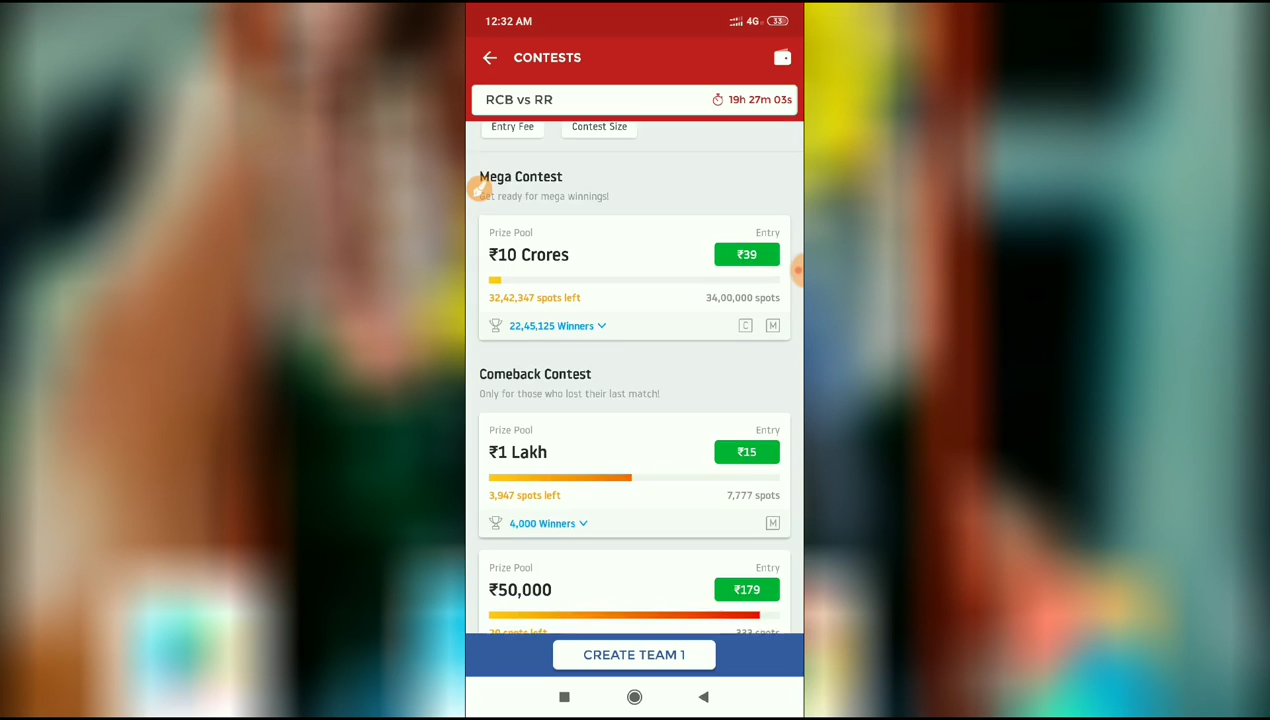 12:32 AM 4G 33
CONTESTS
RCB vs RR 19h 27m 03s
Entry Fee Contest Size
Mega Contest
Get ready for mega winnings!
Prize Pool Entry
₹10 Crores ₹39
32,42,347 spots left 34,00,000 spots
22,45,125 Winners C M
Comeback Contest
Only for those who lost their last match!
Prize Pool Entry
₹1 Lakh ₹15
3,947 spots left 7,777 spots
4,000 Winners M
Prize Pool Entry
₹50,000 ₹179
spots left 333 spots
CREATE TEAM 1